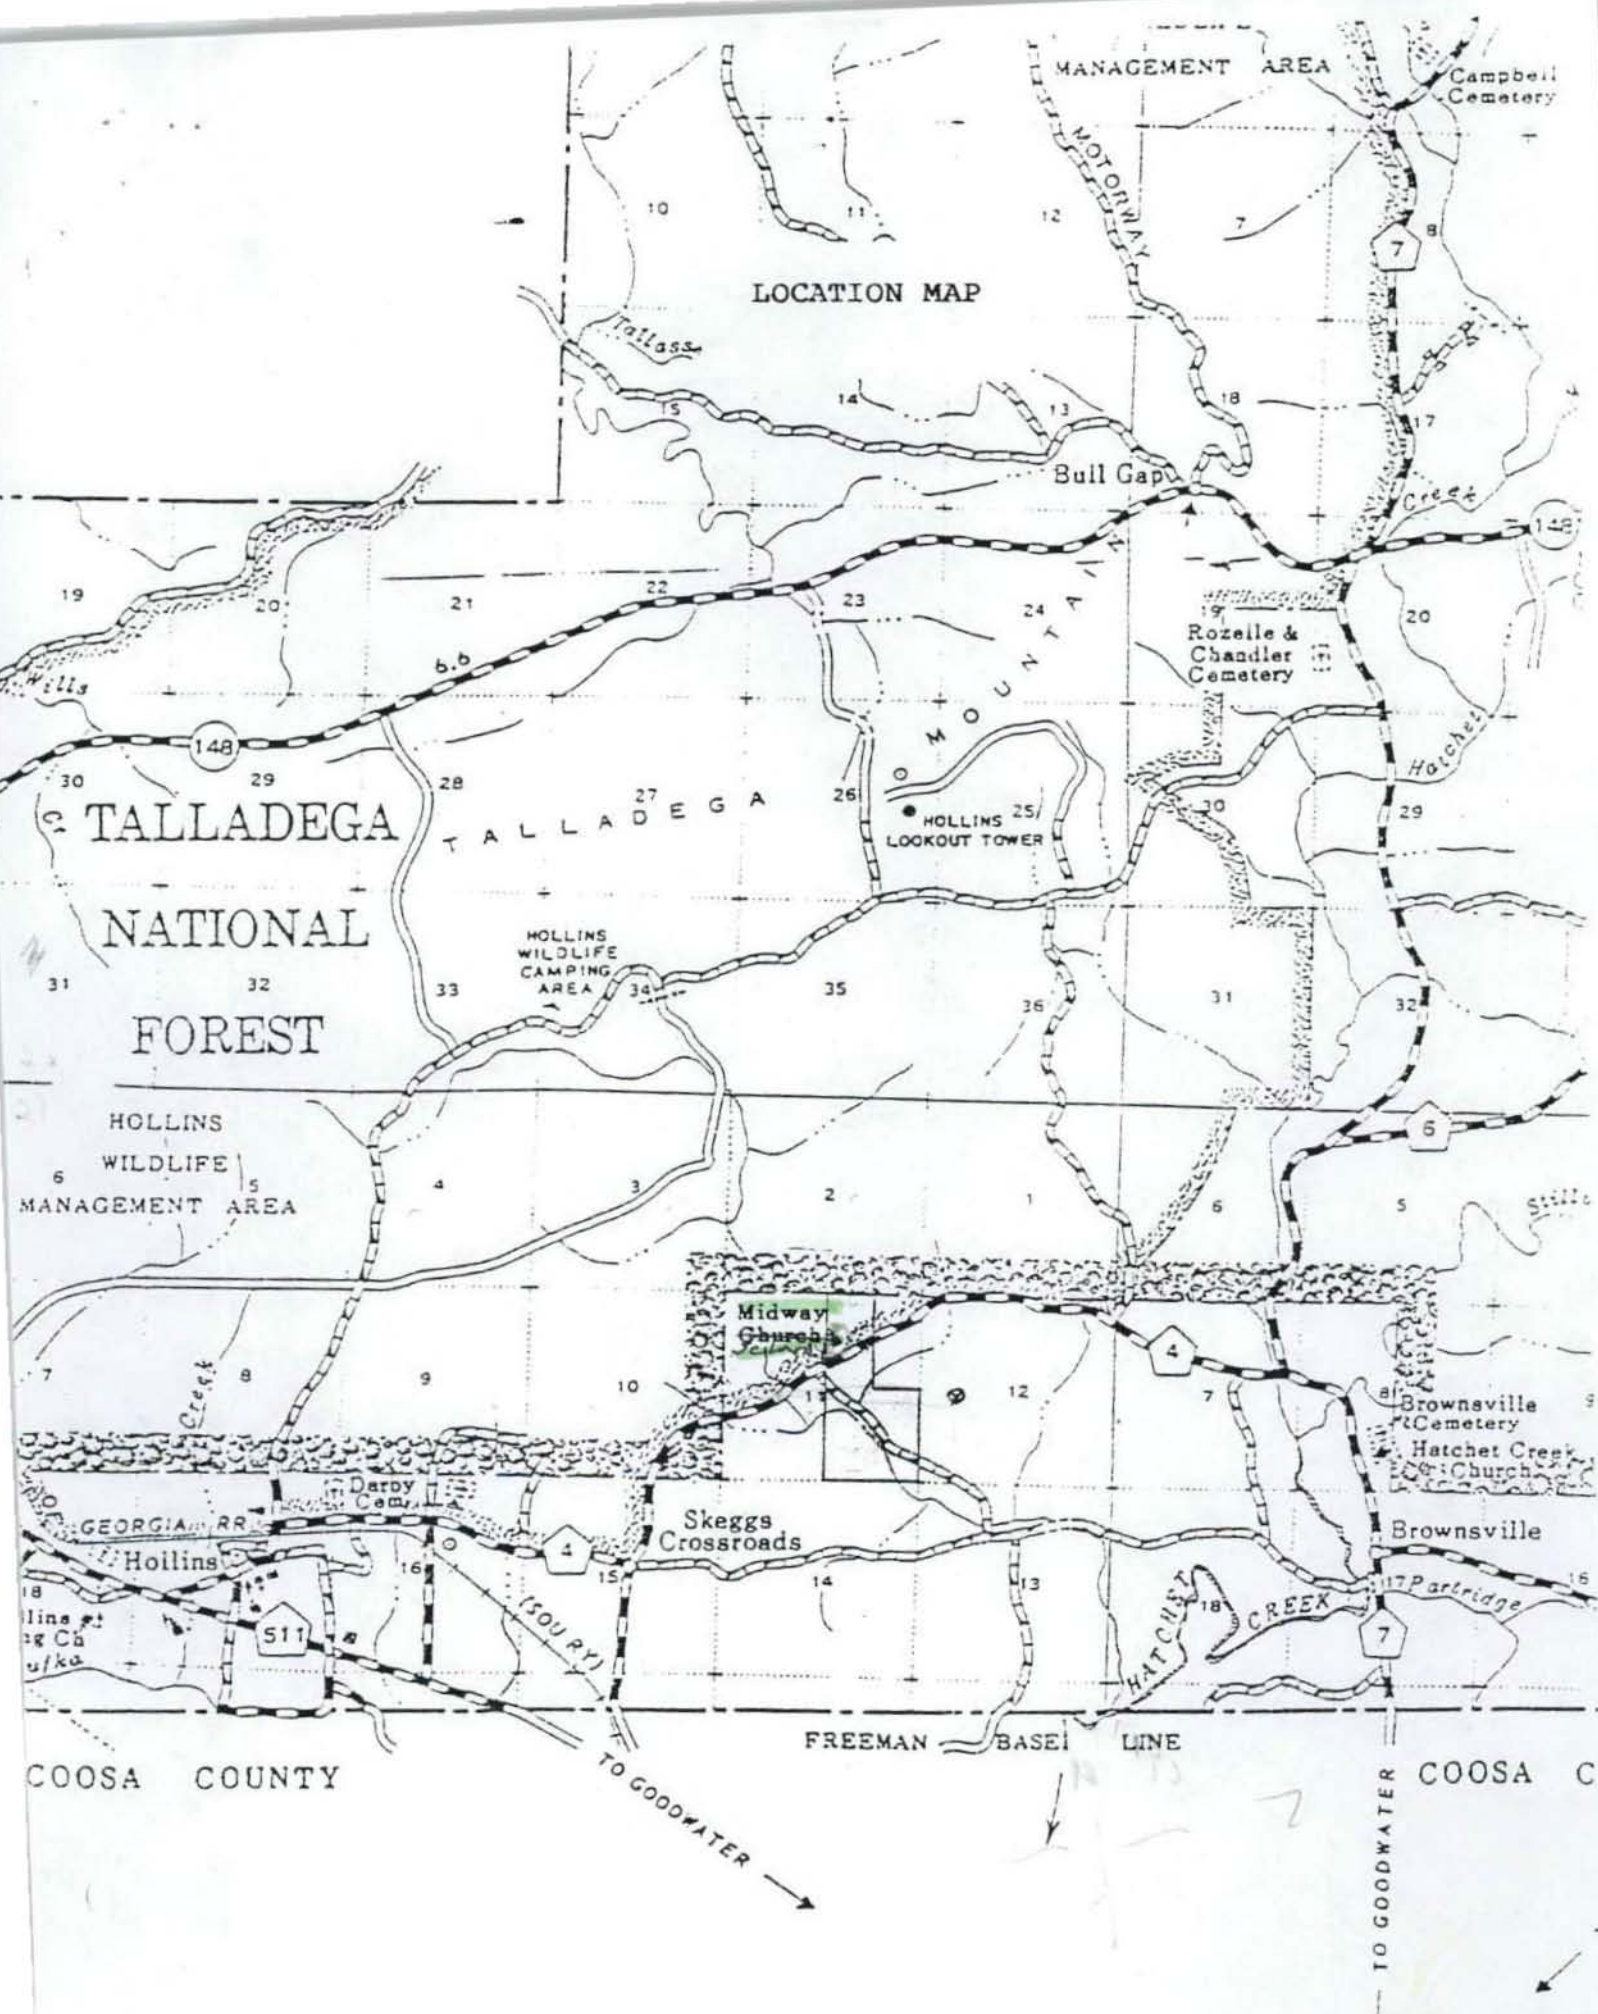 MANAGEMENT AREA
Campbell
Cemetery
MOTORWAY
10
11
12
7
8
7
LOCATION MAP
Tallass
15
14
13
18
17
Bull Gap
Creek
148
19
20
21
22
23
24
19
20
6.6
MOUNTAIN
Rozelle &
Chandler
Cemetery
Wills
148
Hatchet
30
29
28
27
26
25
30
29
TALLADEGA
TALLADEGA
HOLLINS
LOOKOUT TOWER
NATIONAL
HOLLINS
WILDLIFE
CAMPING
AREA
31
32
33
34
35
36
31
32
FOREST
HOLLINS
WILDLIFE
MANAGEMENT AREA
6
6
5
4
3
2
1
6
5
Midway
Church
4
7
8
9
10
11
12
7
8
9
Creek
Brownsville
Cemetery
Hatchet Creek
Church
Darby
Cem.
GEORGIA RR
Hollins
4
Skeggs
Crossroads
Brownsville
18
16
15
14
13
18
17
16
Partridge
HATCHET CREEK
(SOU RY)
511
7
FREEMAN BASE LINE
COOSA COUNTY
COOSA C
TO GOODWATER
TO GOODWATER